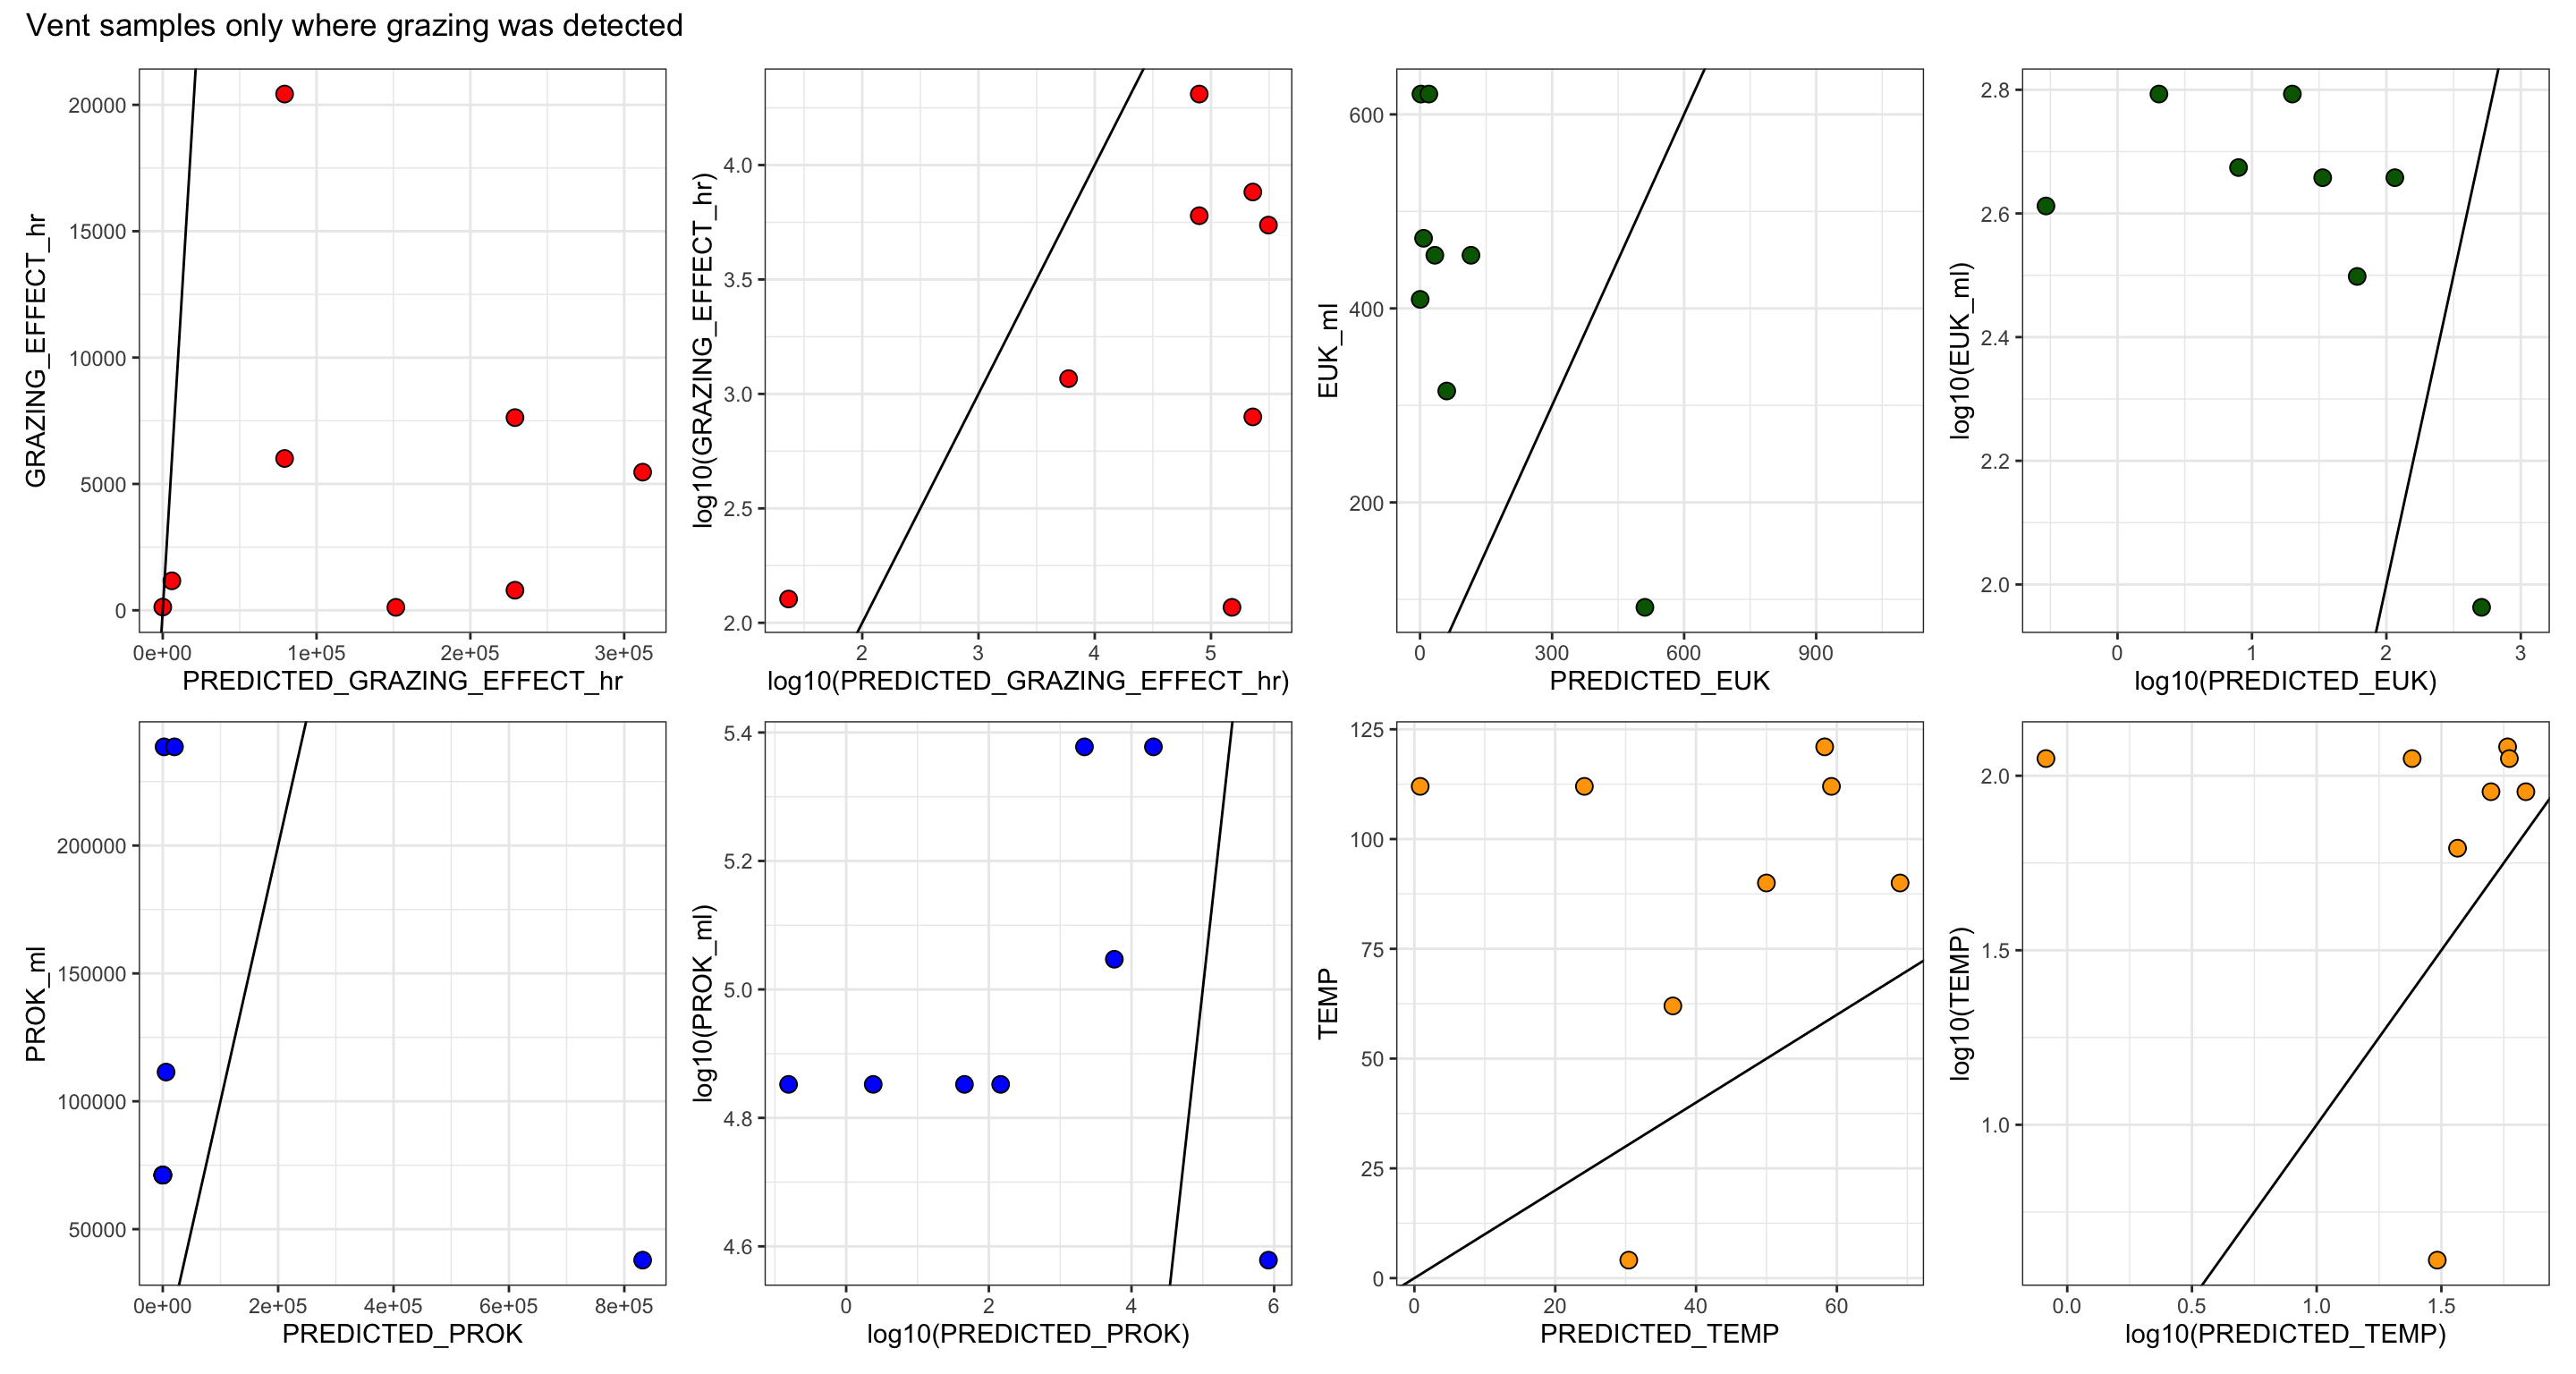 Vent samples only where grazing was detected
GRAZING_EFFECT_hr
20000
15000
10000
5000
0
0e+00 1e+05 2e+05 3e+05
PREDICTED_GRAZING_EFFECT_hr
log10(GRAZING_EFFECT_hr)
4.0
3.5
3.0
2.5
2.0
2 3 4 5
log10(PREDICTED_GRAZING_EFFECT_hr)
EUK_ml
600
400
200
0 300 600 900
PREDICTED_EUK
log10(EUK_ml)
2.8
2.6
2.4
2.2
2.0
0 1 2 3
log10(PREDICTED_EUK)
PROK_ml
200000
150000
100000
50000
0e+00 2e+05 4e+05 6e+05 8e+05
PREDICTED_PROK
log10(PROK_ml)
5.4
5.2
5.0
4.8
4.6
0 2 4 6
log10(PREDICTED_PROK)
TEMP
125
100
75
50
25
0
0 20 40 60
PREDICTED_TEMP
log10(TEMP)
2.0
1.5
1.0
0.0 0.5 1.0 1.5
log10(PREDICTED_TEMP)